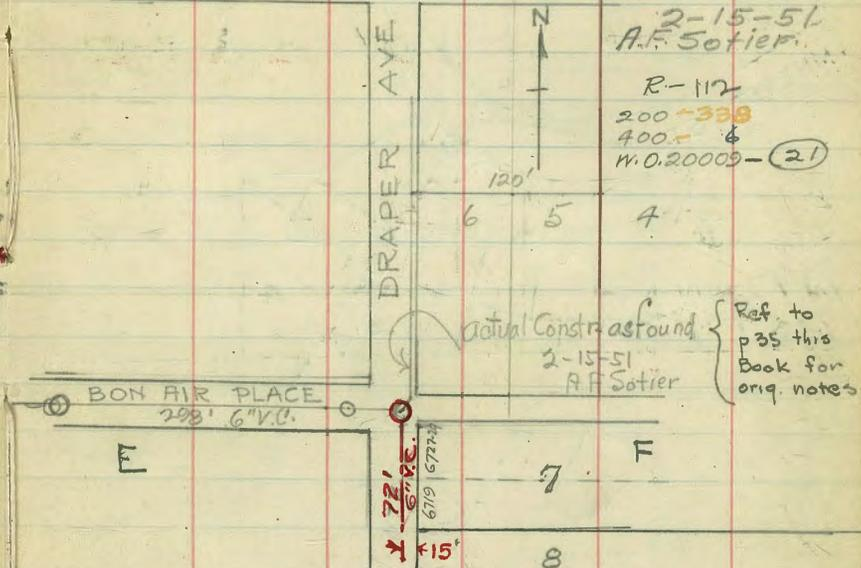 2-15-51
A.F. Sotier.
R-112
200 - 338
400 - 6
W.O. 20009 - 21
N
DRAPER AVE
120'
6 5 4
actual Constr. as found
2-15-51
A F Sotier
Ref. to
p 35 this
Book for
orig. notes
BON AIR PLACE
298' 6" V.C.
E
F
72'
6" V.C.
6719 6727-29
7
15'
8